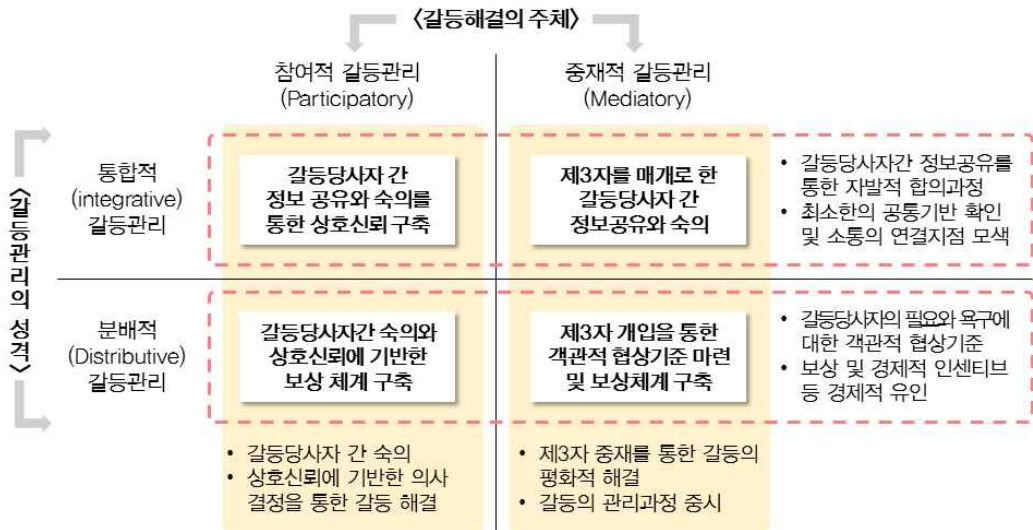 <갈등해결의 주체>
참여적 갈등관리
(Participatory)
중재적 갈등관리
(Mediatory)
<갈등관리의 성격>
통합적
(integrative)
갈등관리
갈등당사자 간
정보 공유와 숙의를
통한 상호신뢰 구축
제3자를 매개로 한
갈등당사자 간
정보공유와 숙의
• 갈등당사자간 정보공유를
통한 자발적 합의과정
• 최소한의 공통기반 확인
및 소통의 연결지점 모색
분배적
(Distributive)
갈등관리
갈등당사자간 숙의와
상호신뢰에 기반한
보상 체계 구축
제3자 개입을 통한
객관적 협상기준 마련
및 보상체계 구축
• 갈등당사자의 필요와 욕구에
대한 객관적 협상기준
• 보상 및 경제적 인센티브
등 경제적 유인
• 갈등당사자 간 숙의
• 상호신뢰에 기반한 의사
결정을 통한 갈등 해결
• 제3자 중재를 통한 갈등의
평화적 해결
• 갈등의 관리과정 중시